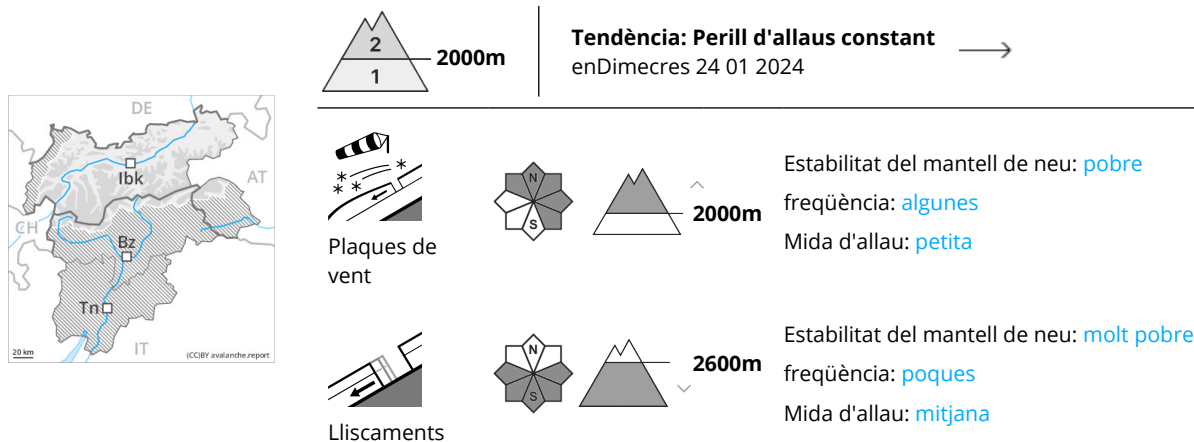 2
1
2000m
Tendència: Perill d'allaus constant
enDimecres 24 01 2024
DE
AT
CH
IT
Ibk
Bz
Tn
20 km
(CC)BY avalanche.report
Plaques de
vent
N
S
2000m
Estabilitat del mantell de neu: pobre
freqüència: algunes
Mida d'allau: petita
Lliscaments
N
S
2600m
Estabilitat del mantell de neu: molt pobre
freqüència: poques
Mida d'allau: mitjana